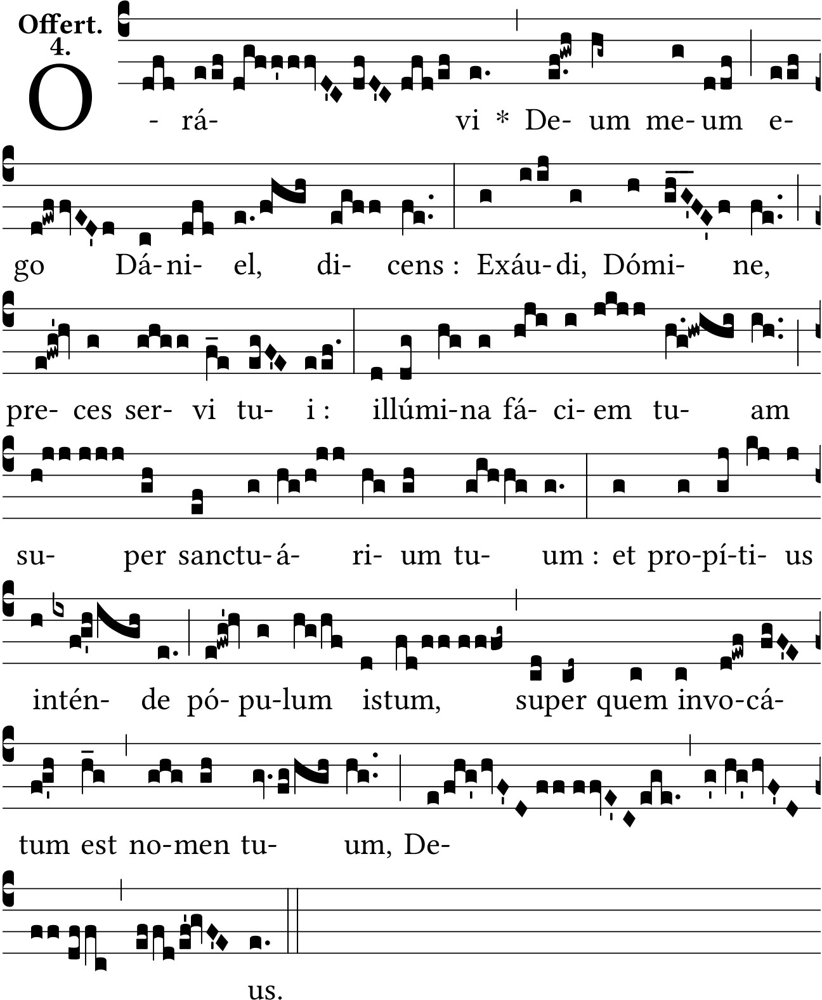 Offert.
4.
O - rá- vi * De- um me- um e-
go Dá- ni- el, di- cens : Exáu- di, Dómi- ne,
pre- ces ser- vi tu- i : illúmi- na fá- ci- em tu- am
su- per sanctu- á- ri- um tu- um : et pro- pí- ti- us
intén- de pó- pu- lum istum, super quem invo- cá-
tum est no- men tu- um, De-
us.